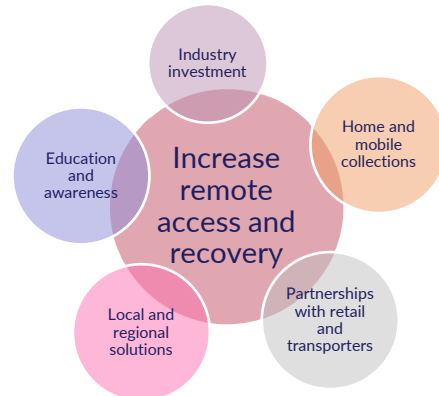 Industry
investment
Home and
mobile
collections
Increase
remote
access and
recovery
Education
and
awareness
Partnerships
with retail
and
transporters
Local and
regional
solutions